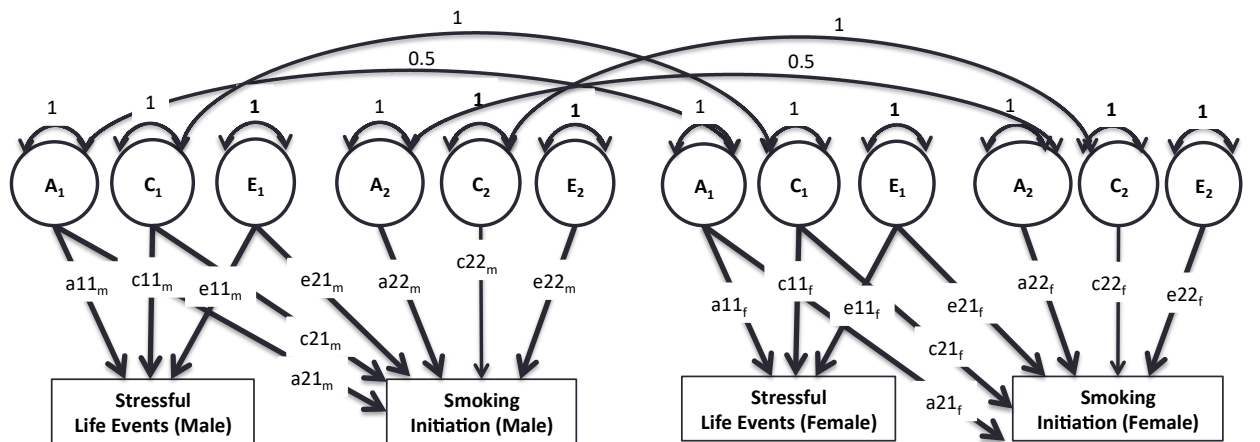 1
1
0.5
0.5
1 1 1 1 1 1 1 1 1 1 1 1
A₁ C₁ E₁ A₂ C₂ E₂ A₁ C₁ E₁ A₂ C₂ E₂
a11ₘ c11ₘ e11ₘ e21ₘ a22ₘ c22ₘ e22ₘ a11f c11f e11f e21f a22f c22f e22f
c21ₘ c21f
a21ₘ a21f
Stressful
Life Events (Male)
Smoking
Initiation (Male)
Stressful
Life Events (Female)
Smoking
Initiation (Female)